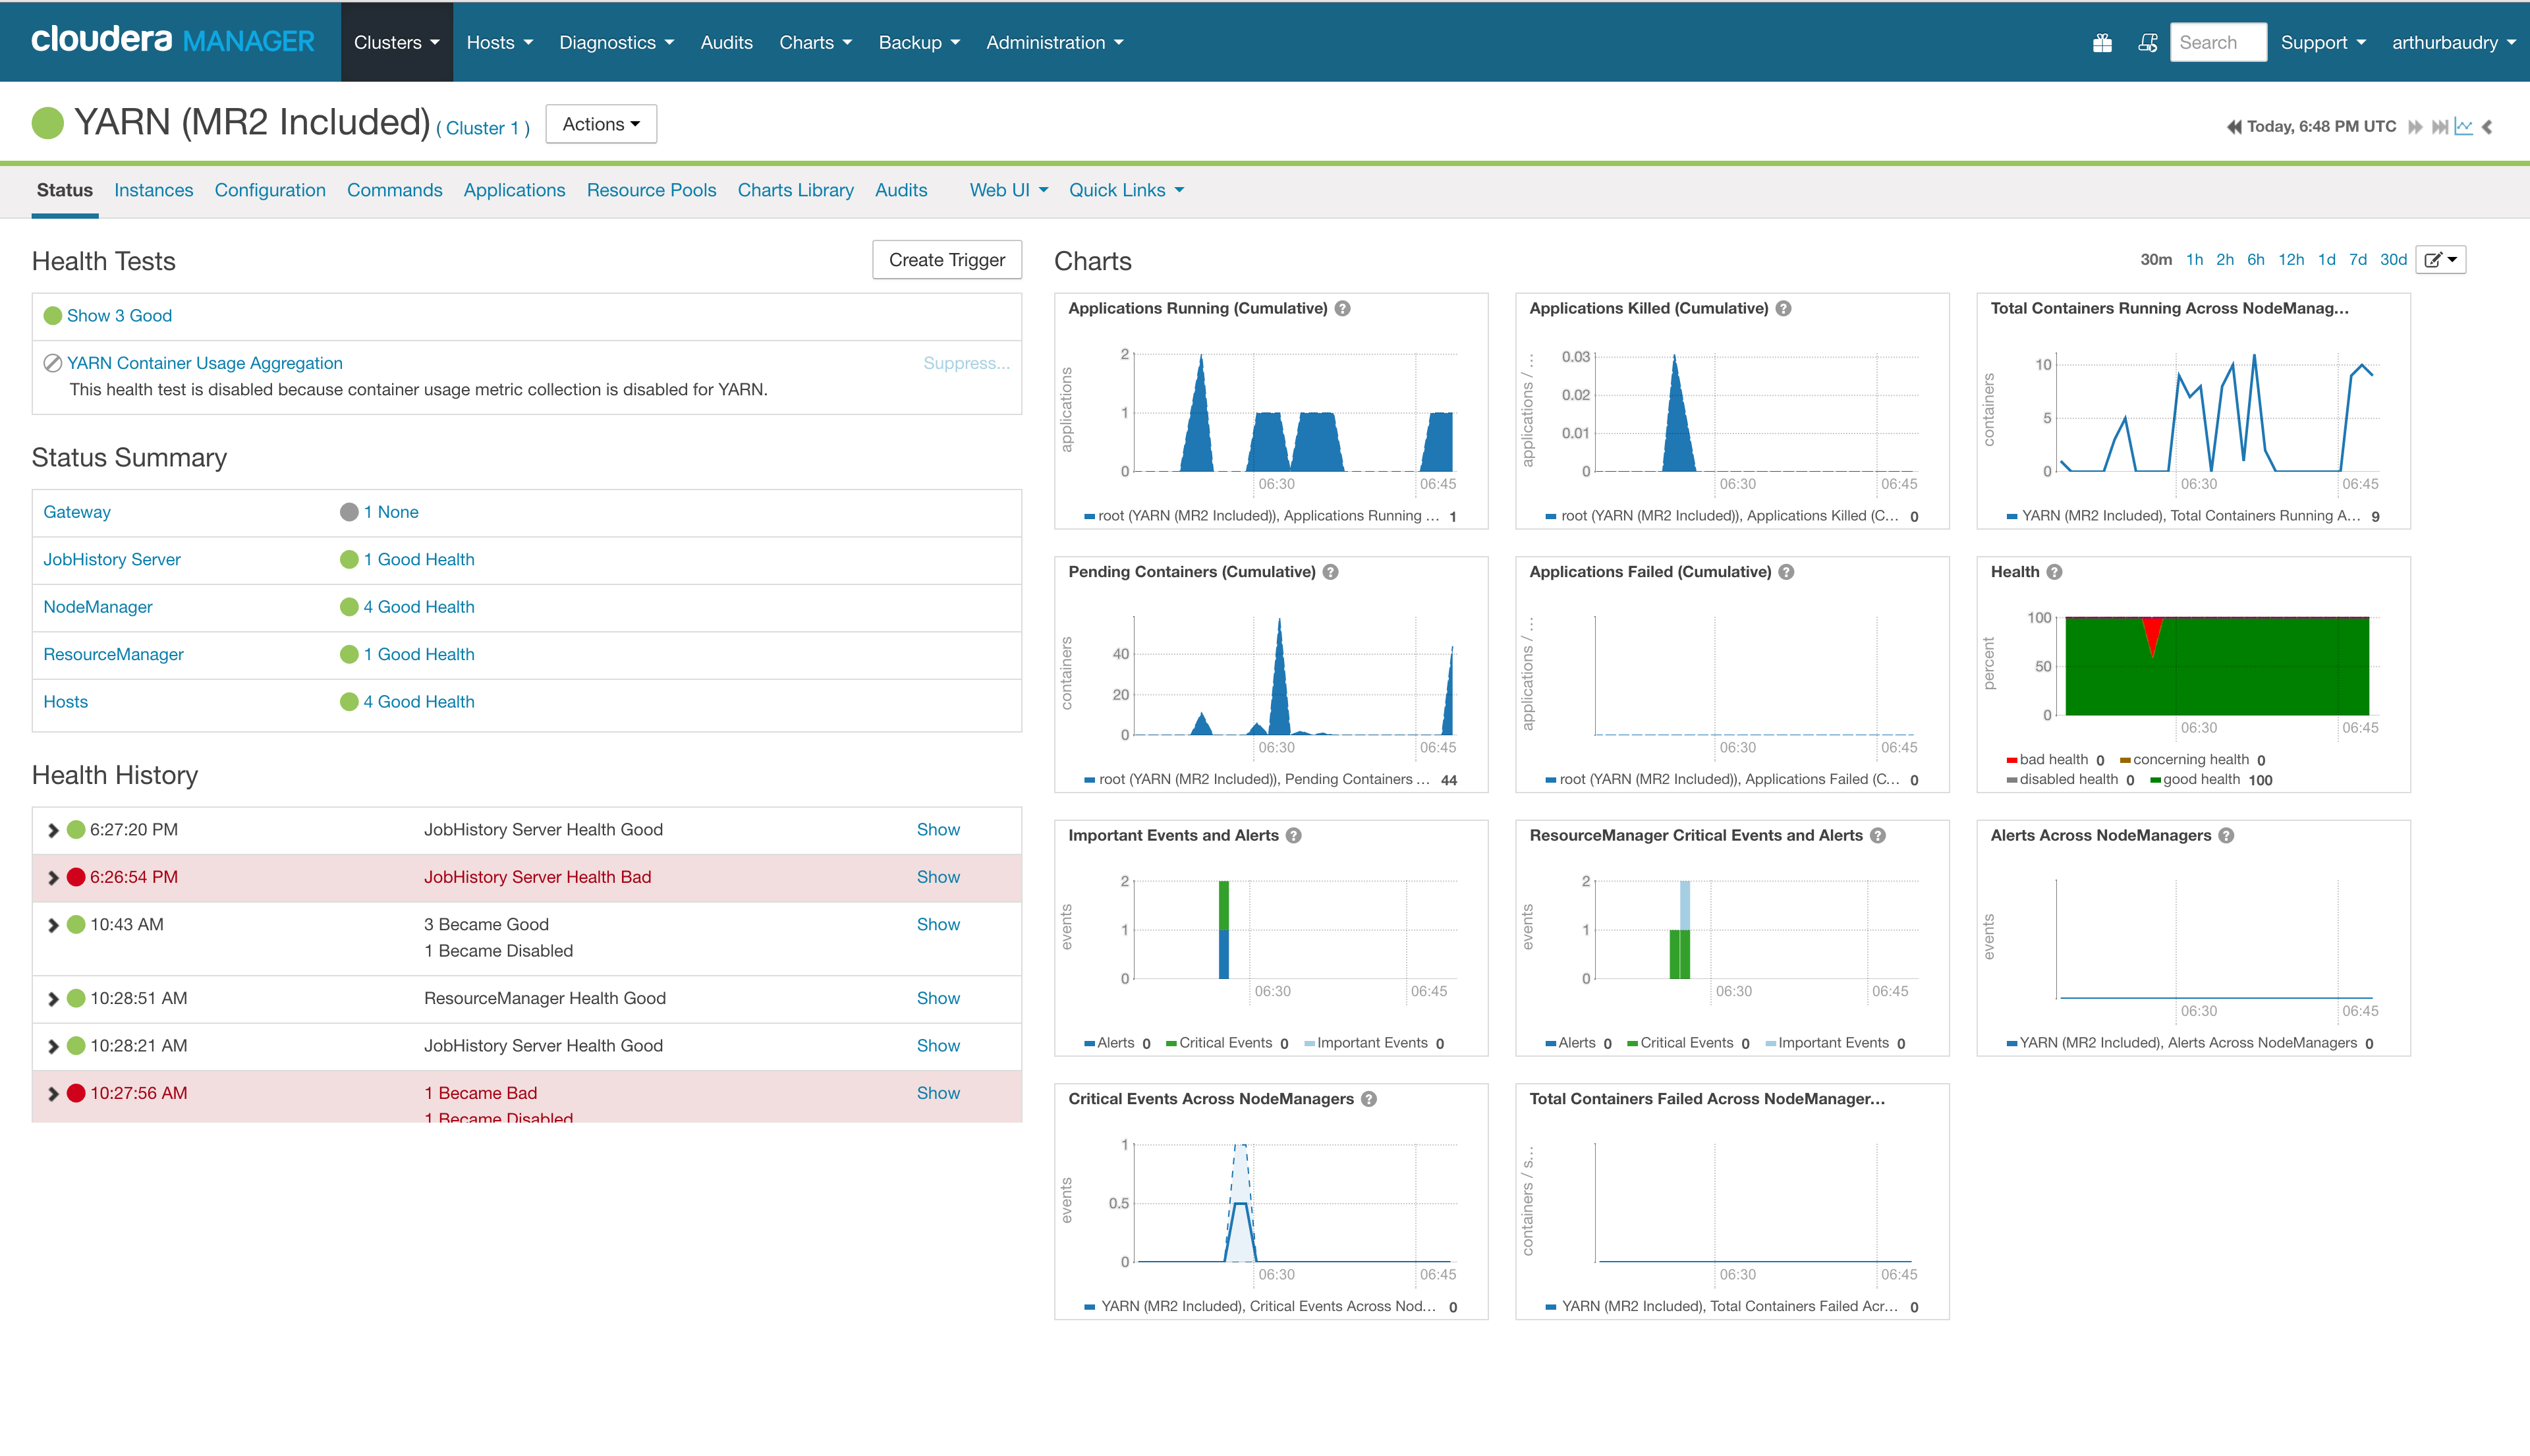 cloudera MANAGER Clusters Hosts Diagnostics Audits Charts Backup Administration Search Support arthurbaudry
YARN (MR2 Included) ( Cluster 1 ) Actions Today, 6:48 PM UTC
Status Instances Configuration Commands Applications Resource Pools Charts Library Audits Web UI Quick Links
Health Tests Create Trigger
Show 3 Good
YARN Container Usage Aggregation Suppress...
This health test is disabled because container usage metric collection is disabled for YARN.
Status Summary
Gateway 1 None
JobHistory Server 1 Good Health
NodeManager 4 Good Health
ResourceManager 1 Good Health
Hosts 4 Good Health
Health History
6:27:20 PM JobHistory Server Health Good Show
6:26:54 PM JobHistory Server Health Bad Show
10:43 AM 3 Became Good Show
1 Became Disabled
10:28:51 AM ResourceManager Health Good Show
10:28:21 AM JobHistory Server Health Good Show
10:27:56 AM 1 Became Bad Show
1 Became Disabled
Charts 30m 1h 2h 6h 12h 1d 7d 30d
Applications Running (Cumulative) ?
applications
2
1
0
06:30 06:45
root (YARN (MR2 Included)), Applications Running ... 1
Applications Killed (Cumulative) ?
applications / ...
0.03
0.02
0.01
0
06:30 06:45
root (YARN (MR2 Included)), Applications Killed (C... 0
Total Containers Running Across NodeManag...
containers
10
5
0
06:30 06:45
YARN (MR2 Included), Total Containers Running A... 9
Pending Containers (Cumulative) ?
containers
40
20
0
06:30 06:45
root (YARN (MR2 Included)), Pending Containers ... 44
Applications Failed (Cumulative) ?
applications / ...
06:30 06:45
root (YARN (MR2 Included)), Applications Failed (C... 0
Health ?
percent
100
50
0
06:30 06:45
bad health 0 concerning health 0
disabled health 0 good health 100
Important Events and Alerts ?
events
2
1
0
06:30 06:45
Alerts 0 Critical Events 0 Important Events 0
ResourceManager Critical Events and Alerts ?
events
2
1
0
06:30 06:45
Alerts 0 Critical Events 0 Important Events 0
Alerts Across NodeManagers ?
events
06:30 06:45
YARN (MR2 Included), Alerts Across NodeManagers 0
Critical Events Across NodeManagers ?
events
1
0.5
0
06:30 06:45
YARN (MR2 Included), Critical Events Across Nod... 0
Total Containers Failed Across NodeManager...
containers / s...
06:30 06:45
YARN (MR2 Included), Total Containers Failed Acr... 0